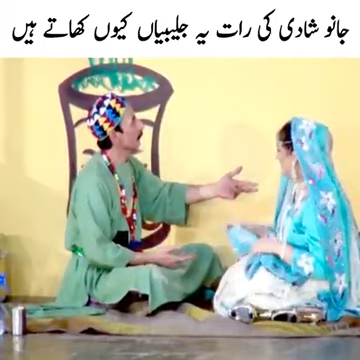 جانو شادی کی رات یہ جلیبیاں کیوں کھاتے ہیں